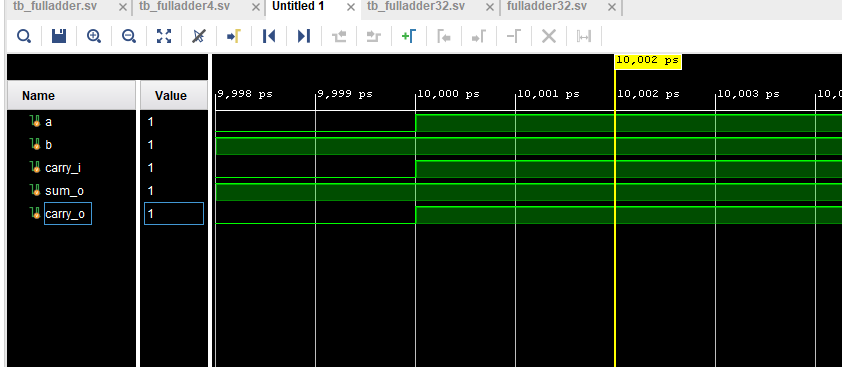 tb_fulladder.sv
tb_fulladder4.sv
Untitled 1
tb_fulladder32.sv
fulladder32.sv
10,002 ps
Name Value
9,998 ps 9,999 ps 10,000 ps 10,001 ps 10,002 ps 10,003 ps 10,0
a 1
b 1
carry_i 1
sum_o 1
carry_o 1